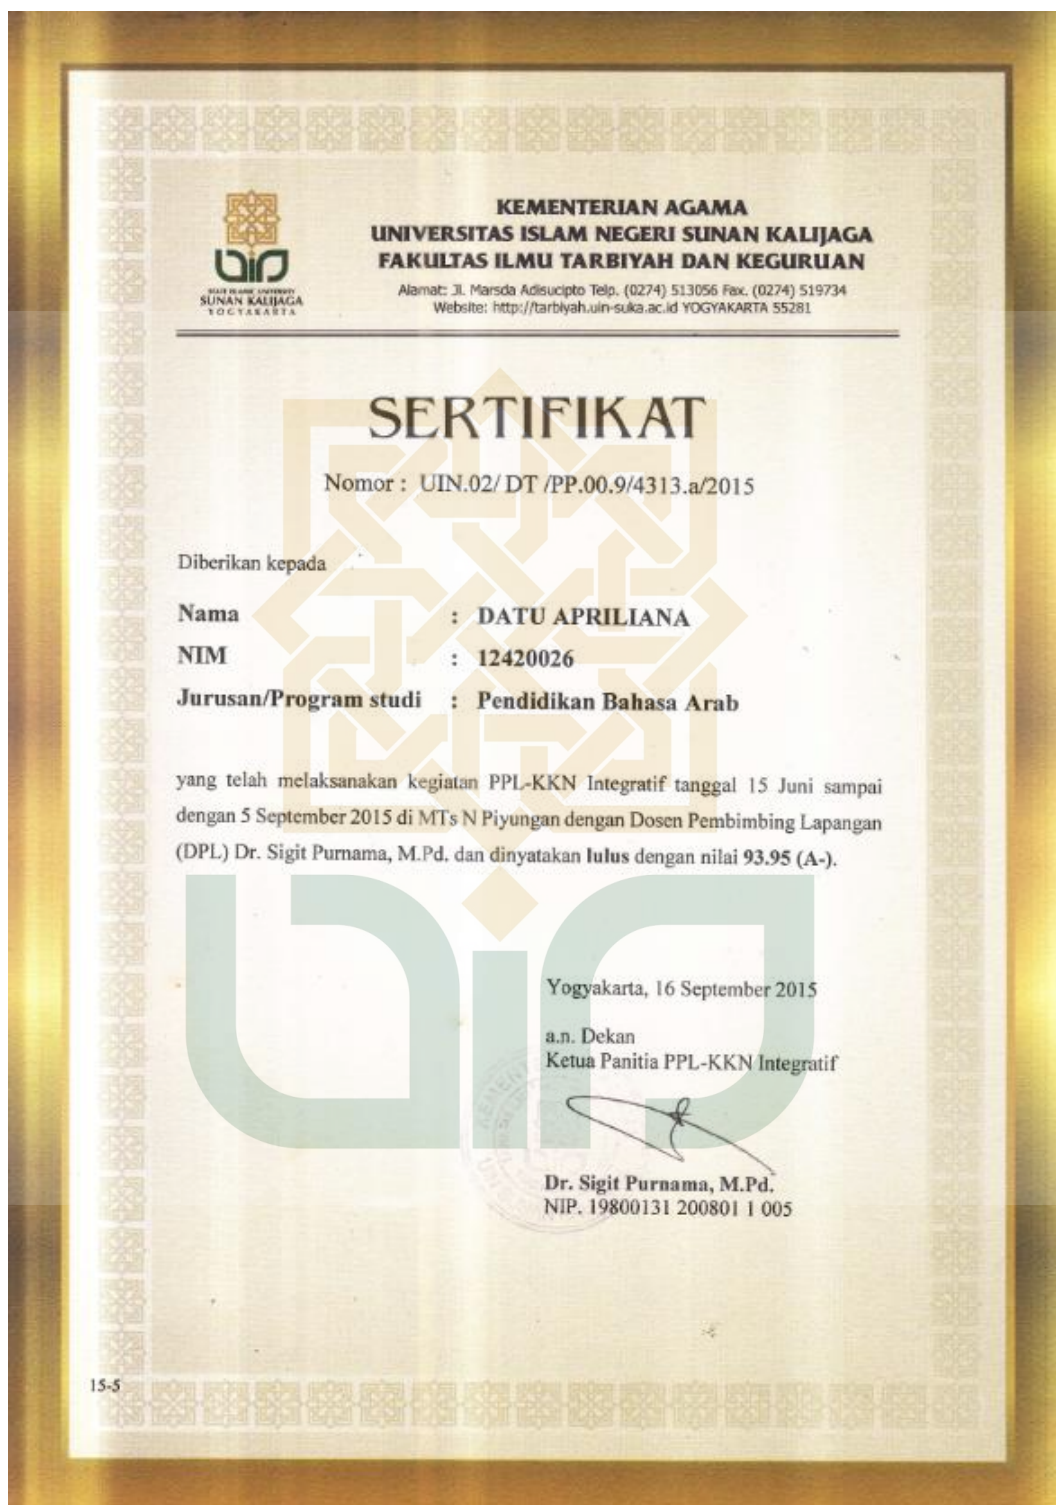 KEMENTERIAN AGAMA
UNIVERSITAS ISLAM NEGERI SUNAN KALIJAGA
FAKULTAS ILMU TARBIYAH DAN KEGURUAN
Alamat: Jl. Marsda Adisucipto Telp. (0274) 513056 Fax. (0274) 519734
Website: http://tarbiyah.uin-suka.ac.id YOGYAKARTA 55281
STATE ISLAMIC UNIVERSITY
SUNAN KALIJAGA
YOGYAKARTA
SERTIFIKAT
Nomor : UIN.02/ DT /PP.00.9/4313.a/2015
Diberikan kepada
Nama : DATU APRILIANA
NIM : 12420026
Jurusan/Program studi : Pendidikan Bahasa Arab
yang telah melaksanakan kegiatan PPL-KKN Integratif tanggal 15 Juni sampai
dengan 5 September 2015 di MTs N Piyungan dengan Dosen Pembimbing Lapangan
(DPL) Dr. Sigit Purnama, M.Pd. dan dinyatakan lulus dengan nilai 93.95 (A-).
Yogyakarta, 16 September 2015
a.n. Dekan
Ketua Panitia PPL-KKN Integratif
Dr. Sigit Purnama, M.Pd.
NIP. 19800131 200801 1 005
15-5